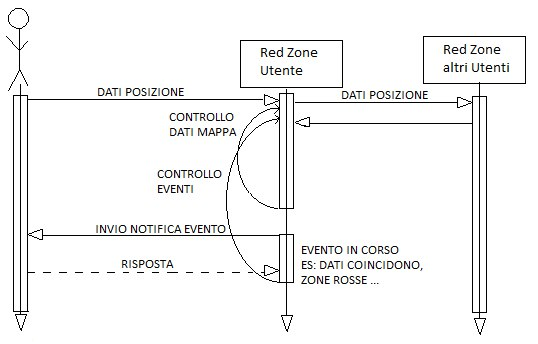 Red Zone
Utente
Red Zone
altri Utenti
DATI POSIZIONE
DATI POSIZIONE
CONTROLLO
DATI MAPPA
CONTROLLO
EVENTI
INVIO NOTIFICA EVENTO
EVENTO IN CORSO
ES: DATI COINCIDONO,
ZONE ROSSE ...
RISPOSTA